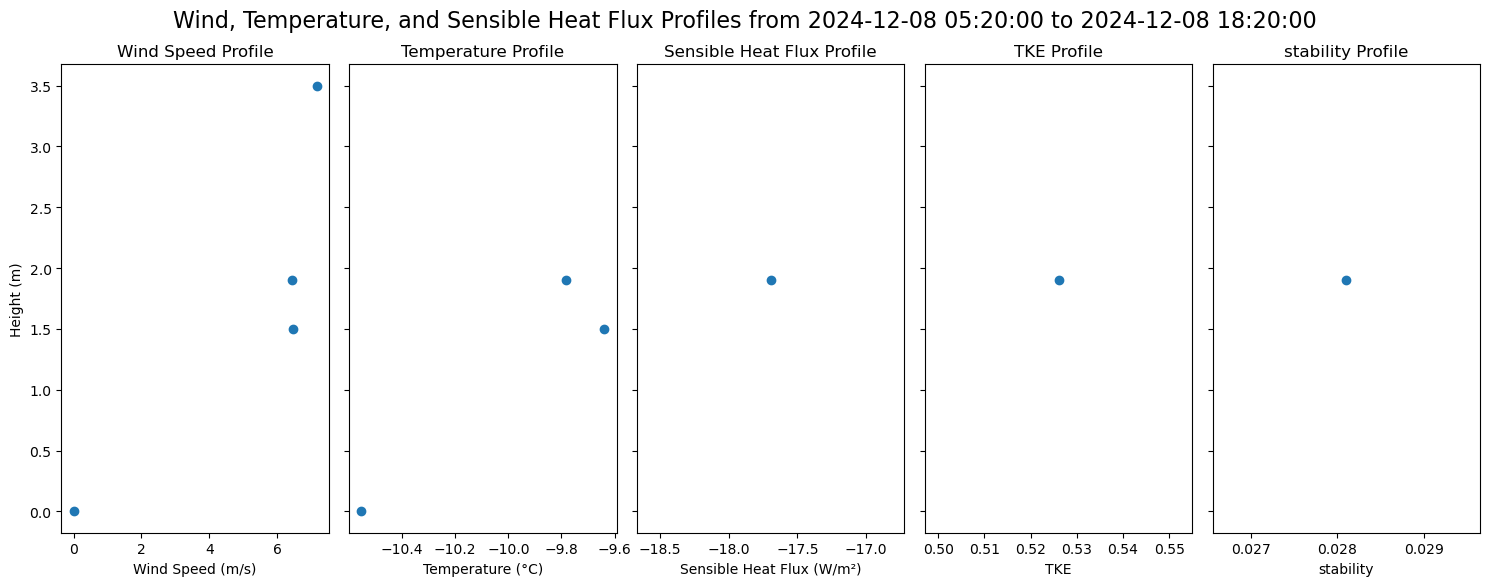 Wind, Temperature, and Sensible Heat Flux Profiles from 2024-12-08 05:20:00 to 2024-12-08 18:20:00
Wind Speed Profile
Temperature Profile
Sensible Heat Flux Profile
TKE Profile
stability Profile
Height (m)
3.5
3.0
2.5
2.0
1.5
1.0
0.5
0.0
0 2 4 6
−10.4 −10.2 −10.0 −9.8 −9.6
−18.5 −18.0 −17.5 −17.0
0.50 0.51 0.52 0.53 0.54 0.55
0.027 0.028 0.029
Wind Speed (m/s)
Temperature (°C)
Sensible Heat Flux (W/m²)
TKE
stability